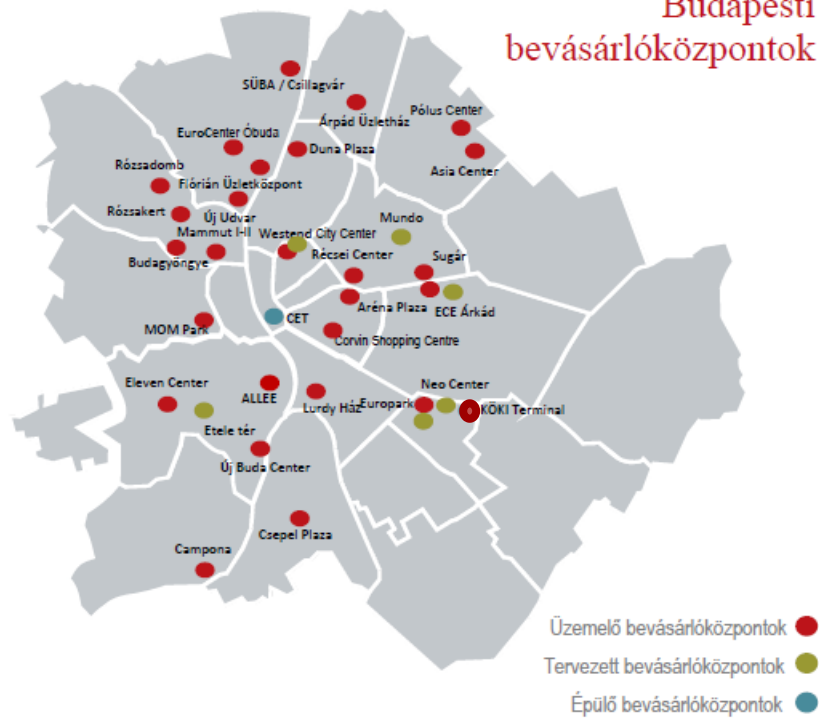 Budapesti
bevásárlóközpontok
SÜBA / Csillagvár
Árpád Üzletház
Pólus Center
EuroCenter Óbuda
Duna Plaza
Asia Center
Rózsadomb
Flórián Üzletközpont
Rózsakert
Új Udvar
Mundo
Mammut I-II
Westend City Center
Budagyöngye
Récsei Center
Sugár
Aréna Plaza
ECE Árkád
CET
MOM Park
Corvin Shopping Centre
Eleven Center
Neo Center
ALLEE
Lurdy Ház
Europark
KÖKI Terminal
Etele tér
Új Buda Center
Csepel Plaza
Campona
Üzemelő bevásárlóközpontok
Tervezett bevásárlóközpontok
Épülő bevásárlóközpontok